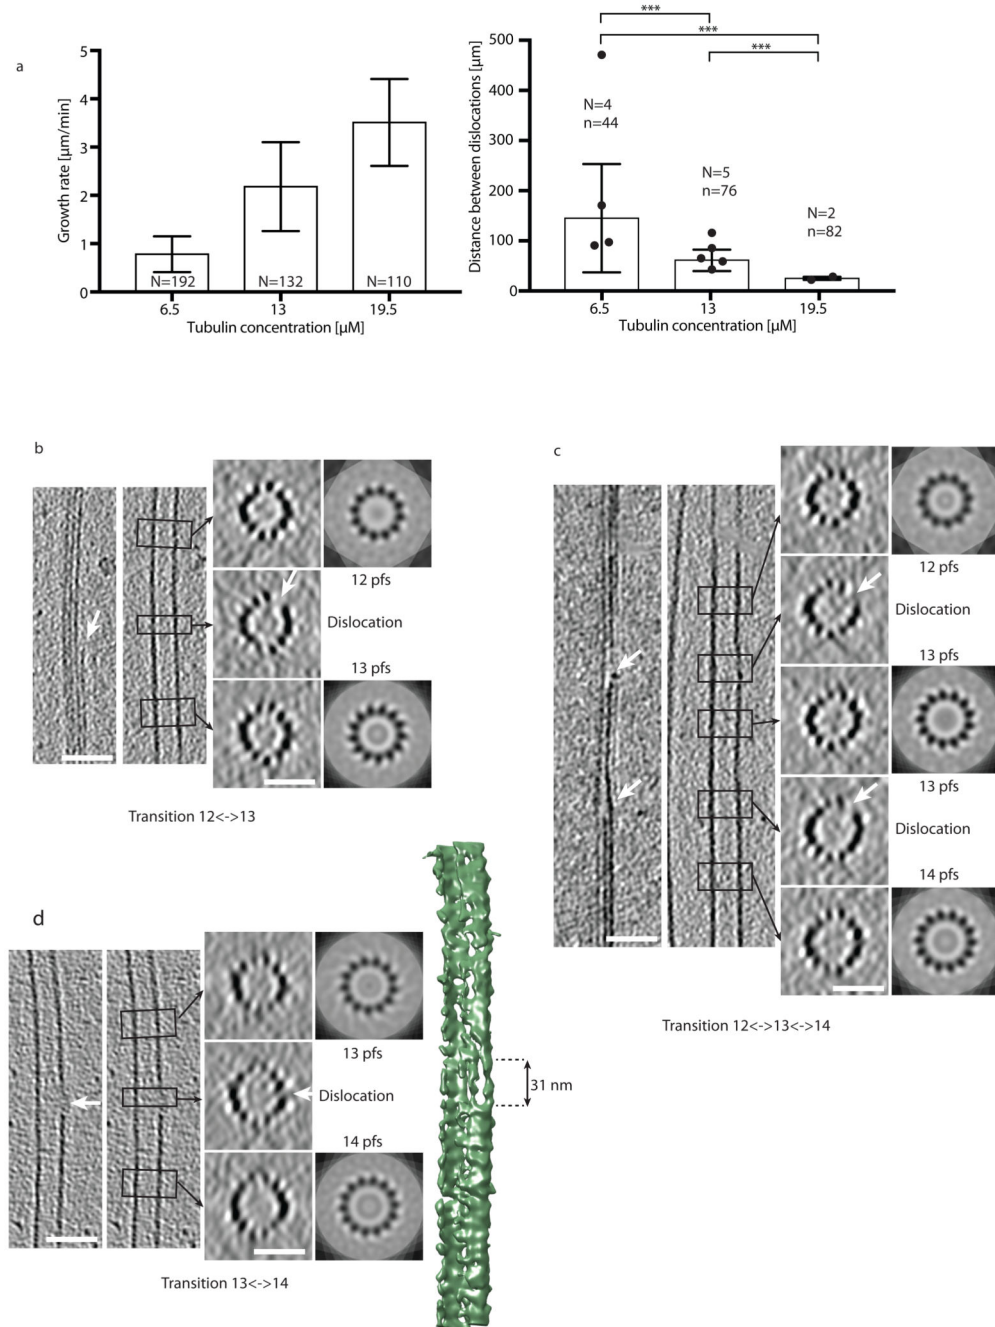 a
Growth rate [µm/min]
5
4
3
2
1
0
N=192
N=132
N=110
6.5
13
19.5
Tubulin concentration [µM]
***
***
***
Distance between dislocations [µm]
500
400
300
200
100
0
N=4
n=44
N=5
n=76
N=2
n=82
6.5
13
19.5
Tubulin concentration [µM]
b
12 pfs
Dislocation
13 pfs
Transition 12<->13
c
12 pfs
Dislocation
13 pfs
13 pfs
Dislocation
14 pfs
Transition 12<->13<->14
d
13 pfs
Dislocation
14 pfs
31 nm
Transition 13<->14